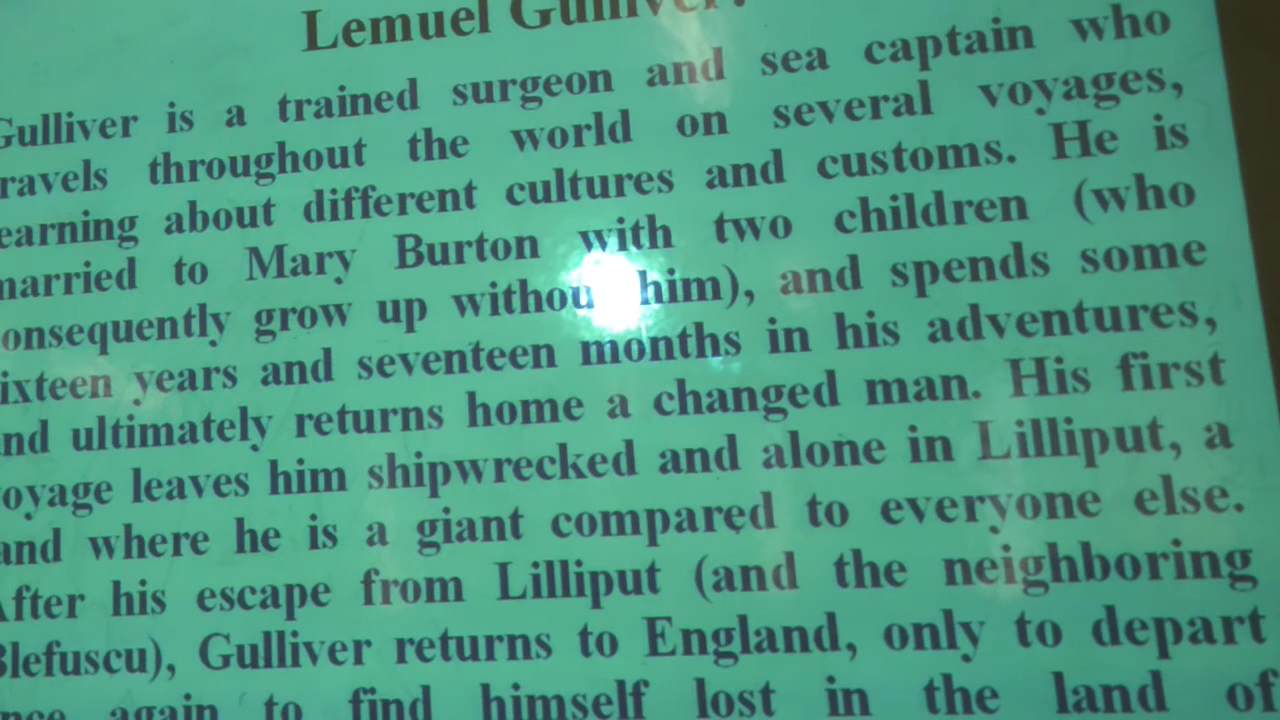 Lemuel Gulliver:
Gulliver is a trained surgeon and sea captain who
ravels throughout the world on several voyages,
earning about different cultures and customs. He is
married to Mary Burton with two children (who
onsequently grow up without him), and spends some
ixteen years and seventeen months in his adventures,
nd ultimately returns home a changed man. His first
oyage leaves him shipwrecked and alone in Lilliput, a
and where he is a giant compared to everyone else.
After his escape from Lilliput (and the neighboring
Blefuscu), Gulliver returns to England, only to depart
again to find himself lost in the land of